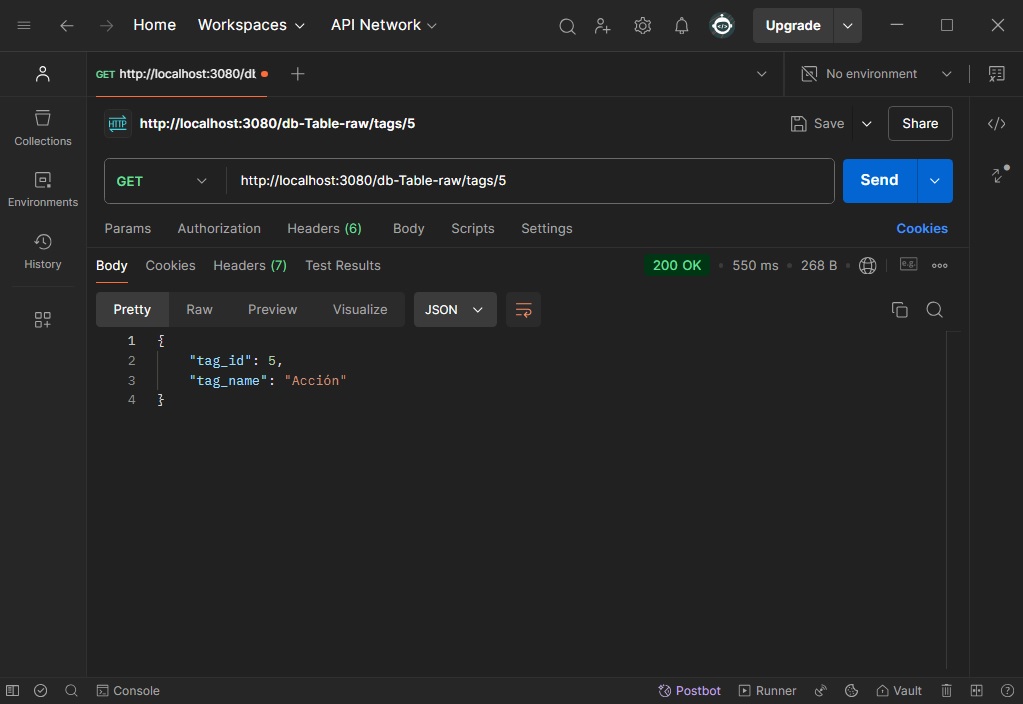 Home Workspaces API Network Upgrade
GET http://localhost:3080/db No environment
HTTP http://localhost:3080/db-Table-raw/tags/5 Save Share
Collections
GET http://localhost:3080/db-Table-raw/tags/5 Send
Environments
Params Authorization Headers (6) Body Scripts Settings Cookies
History
Body Cookies Headers (7) Test Results 200 OK • 550 ms • 268 B • e.g.
Pretty Raw Preview Visualize JSON
1 {
2 "tag_id": 5,
3 "tag_name": "Acción"
4 }
Console Postbot Runner Vault